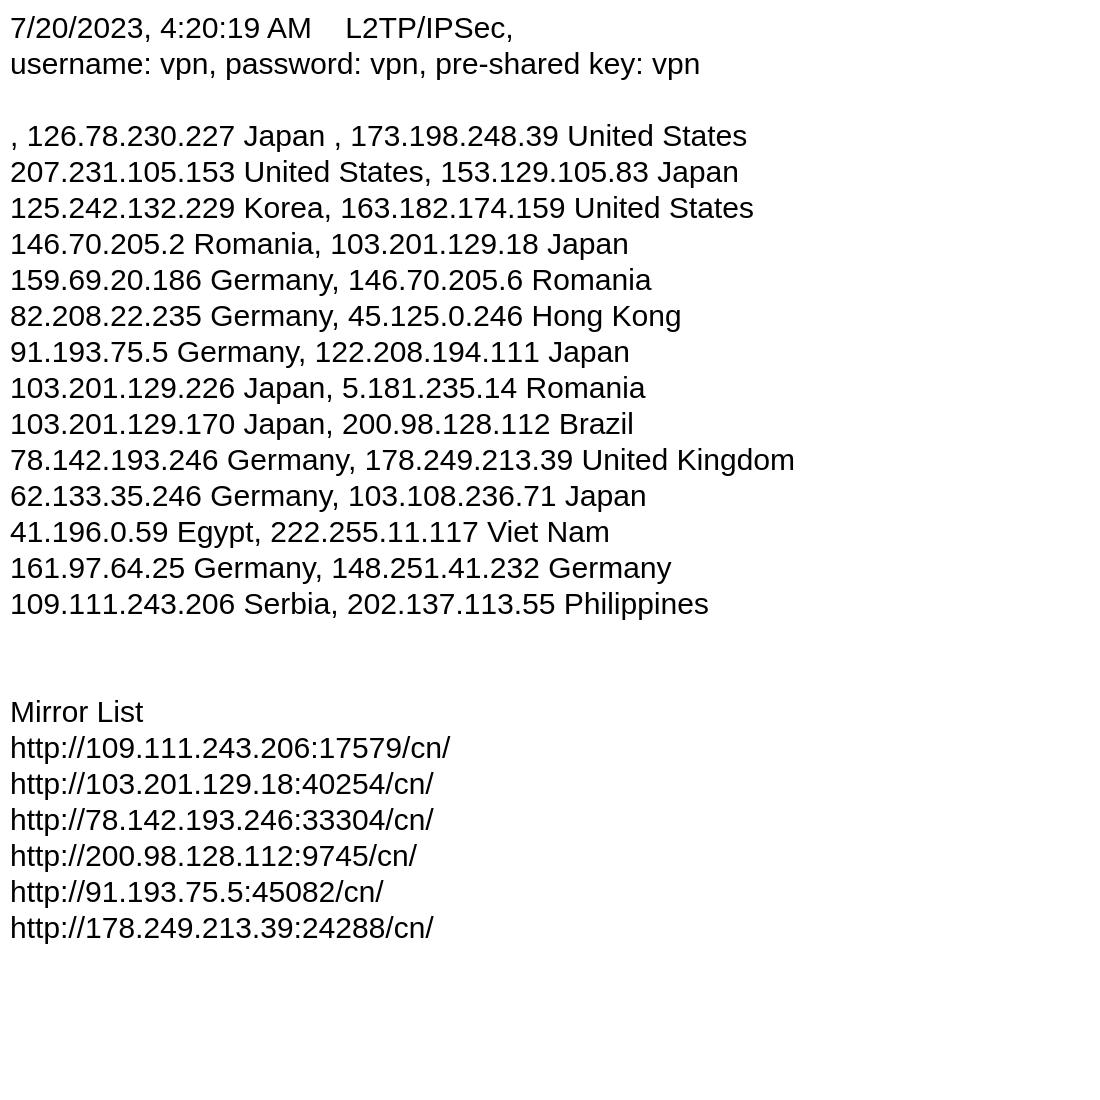 7/20/2023, 4:20:19 AM    L2TP/IPSec,
username: vpn, password: vpn, pre-shared key: vpn
, 126.78.230.227 Japan , 173.198.248.39 United States
207.231.105.153 United States, 153.129.105.83 Japan
125.242.132.229 Korea, 163.182.174.159 United States
146.70.205.2 Romania, 103.201.129.18 Japan
159.69.20.186 Germany, 146.70.205.6 Romania
82.208.22.235 Germany, 45.125.0.246 Hong Kong
91.193.75.5 Germany, 122.208.194.111 Japan
103.201.129.226 Japan, 5.181.235.14 Romania
103.201.129.170 Japan, 200.98.128.112 Brazil
78.142.193.246 Germany, 178.249.213.39 United Kingdom
62.133.35.246 Germany, 103.108.236.71 Japan
41.196.0.59 Egypt, 222.255.11.117 Viet Nam
161.97.64.25 Germany, 148.251.41.232 Germany
109.111.243.206 Serbia, 202.137.113.55 Philippines
Mirror List
http://109.111.243.206:17579/cn/
http://103.201.129.18:40254/cn/
http://78.142.193.246:33304/cn/
http://200.98.128.112:9745/cn/
http://91.193.75.5:45082/cn/
http://178.249.213.39:24288/cn/